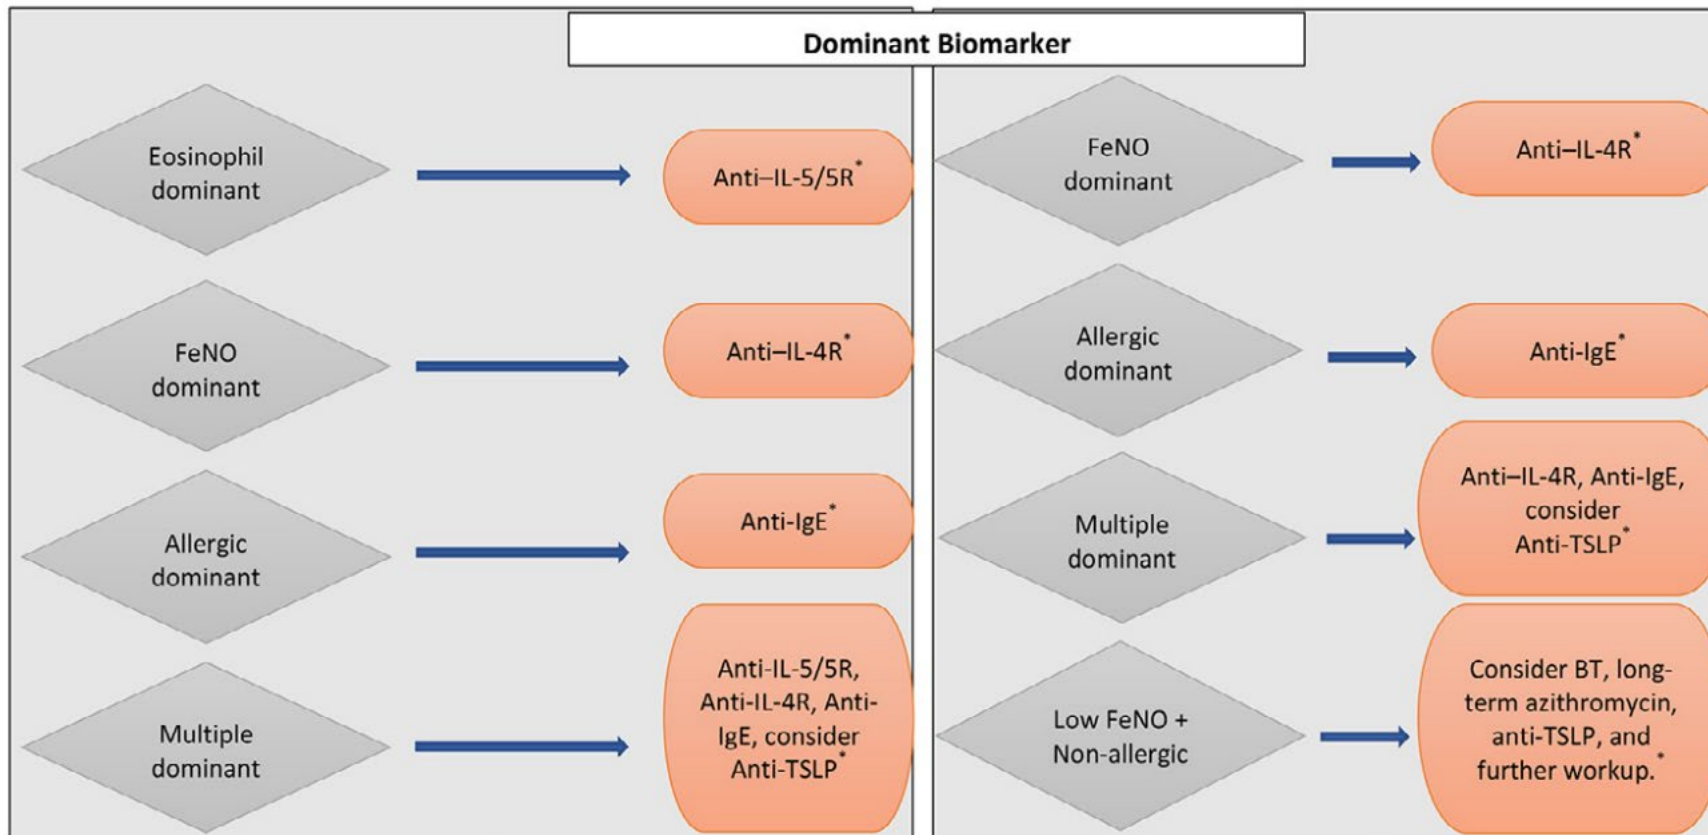 Dominant Biomarker
Eosinophil
dominant
Anti–IL-5/5R*
FeNO
dominant
Anti–IL-4R*
Allergic
dominant
Anti-IgE*
Multiple
dominant
Anti-IL-5/5R,
Anti-IL-4R, Anti-
IgE, consider
Anti-TSLP*
FeNO
dominant
Anti–IL-4R*
Allergic
dominant
Anti-IgE*
Multiple
dominant
Anti–IL-4R, Anti-IgE,
consider
Anti-TSLP*
Low FeNO +
Non-allergic
Consider BT, long-
term azithromycin,
anti-TSLP, and
further workup.*